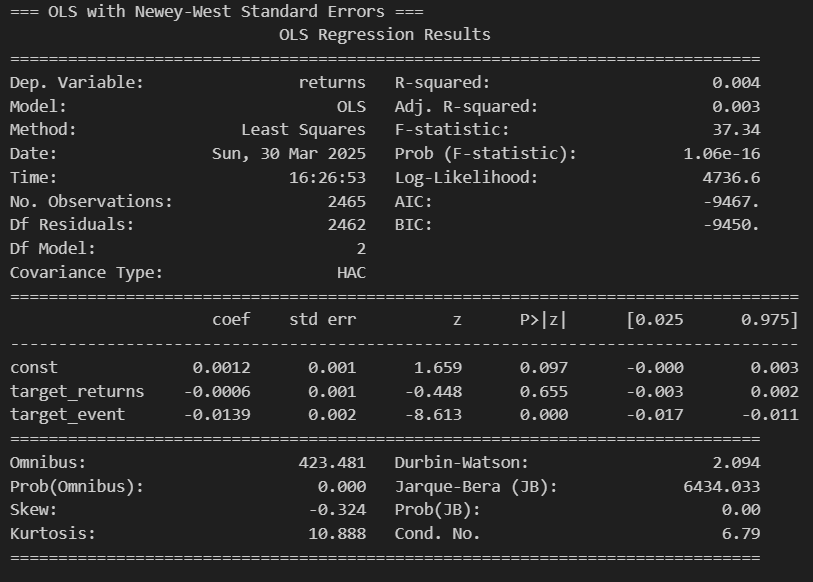 === OLS with Newey-West Standard Errors ===
                            OLS Regression Results
==============================================================================
Dep. Variable:                returns   R-squared:                       0.004
Model:                            OLS   Adj. R-squared:                  0.003
Method:                 Least Squares   F-statistic:                     37.34
Date:                Sun, 30 Mar 2025   Prob (F-statistic):           1.06e-16
Time:                        16:26:53   Log-Likelihood:                 4736.6
No. Observations:                2465   AIC:                            -9467.
Df Residuals:                    2462   BIC:                            -9450.
Df Model:                           2
Covariance Type:                  HAC
==================================================================================
                     coef    std err          z      P>|z|      [0.025      0.975]
----------------------------------------------------------------------------------
const              0.0012      0.001      1.659      0.097      -0.000       0.003
target_returns    -0.0006      0.001     -0.448      0.655      -0.003       0.002
target_event      -0.0139      0.002     -8.613      0.000      -0.017      -0.011
==============================================================================
Omnibus:                      423.481   Durbin-Watson:                   2.094
Prob(Omnibus):                  0.000   Jarque-Bera (JB):             6434.033
Skew:                          -0.324   Prob(JB):                         0.00
Kurtosis:                      10.888   Cond. No.                         6.79
==============================================================================